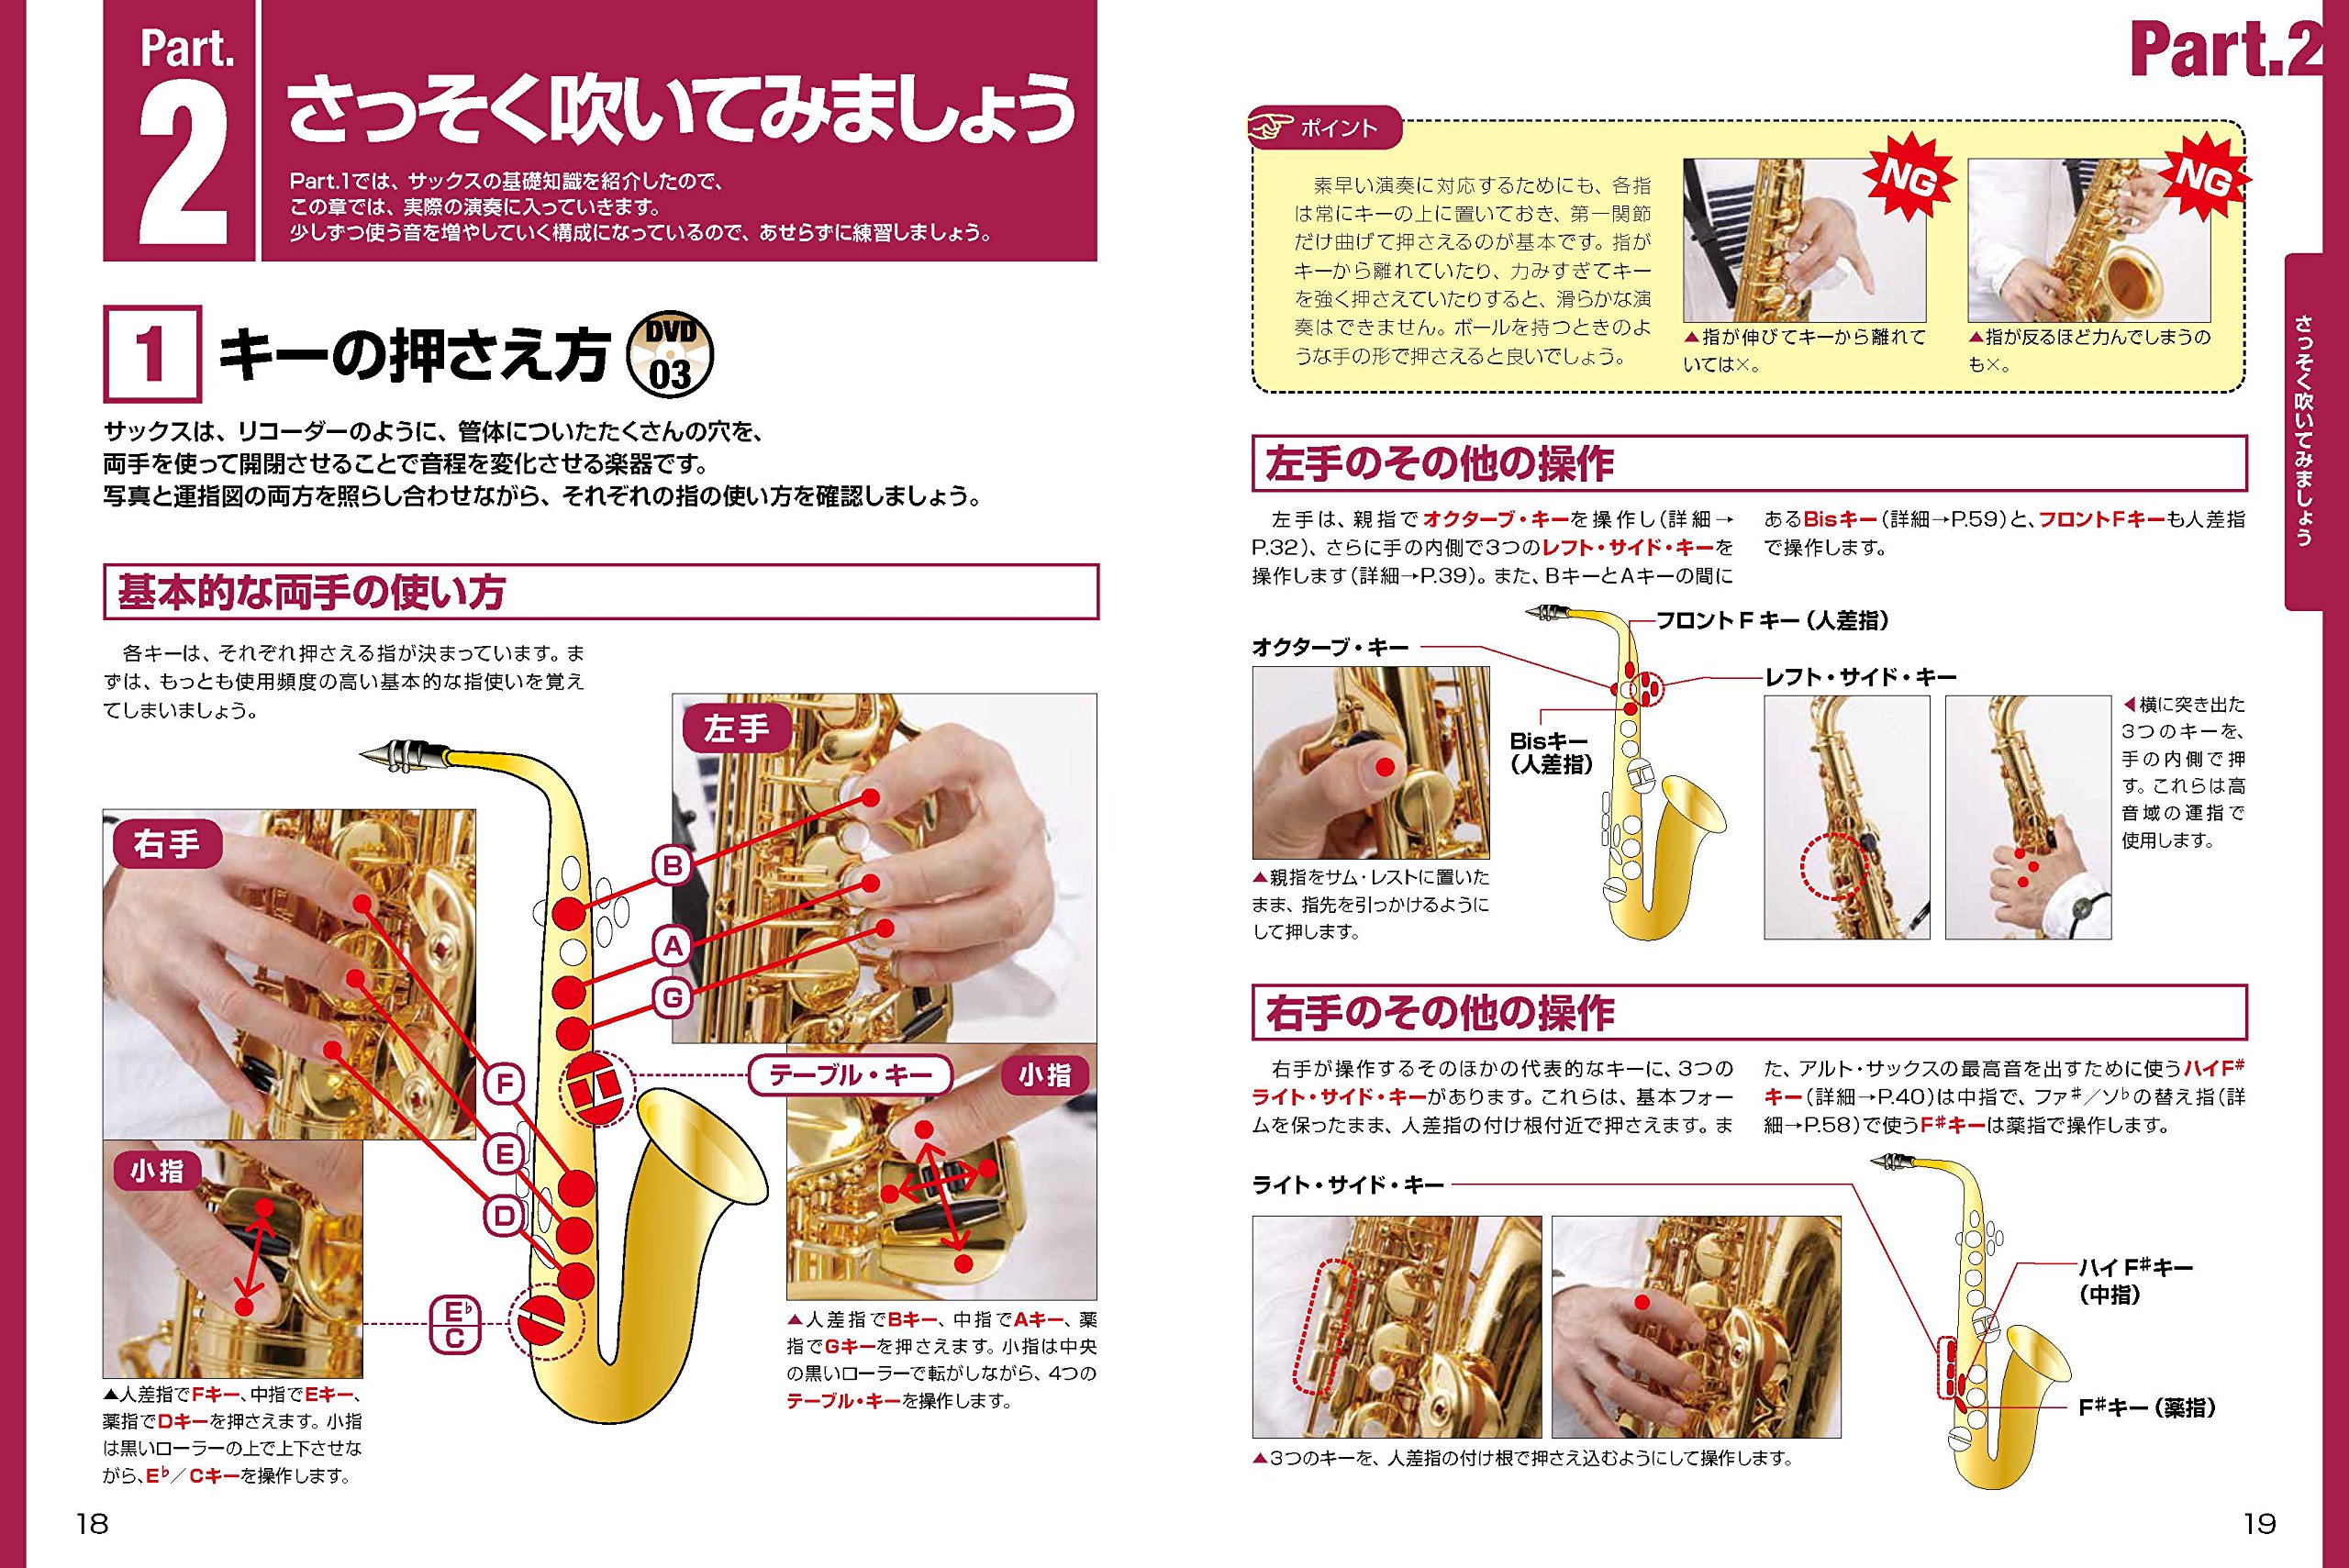 Part.
2
さっそく吹いてみましょう
Part.1では、サックスの基礎知識を紹介したので、
この章では、実際の演奏に入っていきます。
少しずつ使う音を増やしていく構成になっているので、あせらずに練習しましょう。
1
キーの押さえ方
DVD
03
サックスは、リコーダーのように、管体についたたくさんの穴を、
両手を使って開閉させることで音程を変化させる楽器です。
写真と運指図の両方を照らし合わせながら、それぞれの指の使い方を確認しましょう。
基本的な両手の使い方
各キーは、それぞれ押さえる指が決まっています。ま
ずは、もっとも使用頻度の高い基本的な指使いを覚え
てしまいましょう。
左手
右手
B
A
G
F
E
D
テーブル・キー
小指
小指
E♭
C
▲人差指でFキー、中指でEキー、
薬指でDキーを押さえます。小指
は黒いローラーの上で上下させな
がら、E♭／Cキーを操作します。
▲人差指でBキー、中指でAキー、薬
指でGキーを押さえます。小指は中央
の黒いローラーで転がしながら、4つの
テーブル・キーを操作します。
18
Part.2
ポイント
素早い演奏に対応するためにも、各指
は常にキーの上に置いておき、第一関節
だけ曲げて押さえるのが基本です。指が
キーから離れていたり、力みすぎてキー
を強く押さえていたりすると、滑らかな演
奏はできません。ボールを持つときのよ
うな手の形で押さえると良いでしょう。
NG
▲指が伸びてキーから離れて
いては×。
NG
▲指が反るほど力んでしまうの
も×。
さっそく吹いてみましょう
左手のその他の操作
左手は、親指でオクターブ・キーを操作し（詳細→
P.32）、さらに手の内側で3つのレフト・サイド・キーを
操作します（詳細→P.39）。また、BキーとAキーの間に
あるBisキー（詳細→P.59）と、フロントFキーも人差指
で操作します。
オクターブ・キー
フロントFキー（人差指）
レフト・サイド・キー
Bisキー
（人差指）
▲親指をサム・レストに置いた
まま、指先を引っかけるように
して押します。
◀横に突き出た
3つのキーを、
手の内側で押
す。これらは高
音域の運指で
使用します。
右手のその他の操作
右手が操作するそのほかの代表的なキーに、3つの
ライト・サイド・キーがあります。これらは、基本フォー
ムを保ったまま、人差指の付け根付近で押さえます。ま
た、アルト・サックスの最高音を出すために使うハイF♯
キー（詳細→P.40）は中指で、ファ♯／ソ♭の替え指（詳
細→P.58）で使うF♯キーは薬指で操作します。
ライト・サイド・キー
ハイF♯キー
（中指）
F♯キー（薬指）
▲3つのキーを、人差指の付け根で押さえ込むようにして操作します。
19